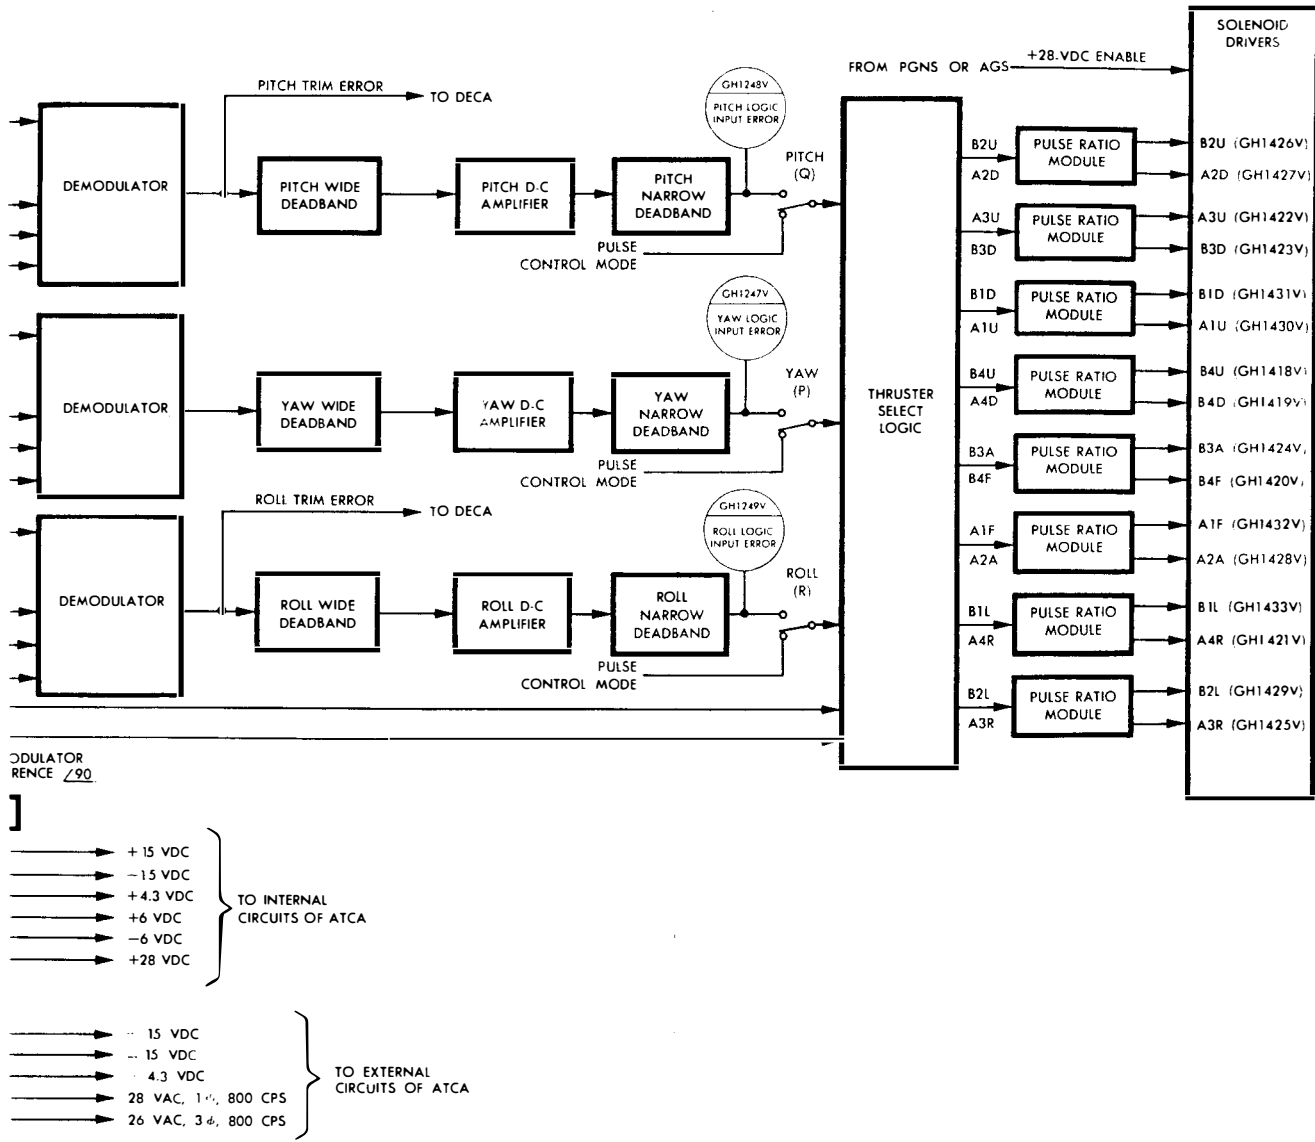 SOLENOID
DRIVERS
FROM PGNS OR AGS
+28-VDC ENABLE
PITCH TRIM ERROR
TO DECA
GH1248V
PITCH LOGIC
INPUT ERROR
PITCH
(Q)
DEMODULATOR
PITCH WIDE
DEADBAND
PITCH D-C
AMPLIFIER
PITCH
NARROW
DEADBAND
PULSE
CONTROL MODE
GH1247V
YAW LOGIC
INPUT ERROR
YAW
(P)
DEMODULATOR
YAW WIDE
DEADBAND
YAW D-C
AMPLIFIER
YAW
NARROW
DEADBAND
PULSE
CONTROL MODE
ROLL TRIM ERROR
TO DECA
GH1249V
ROLL LOGIC
INPUT ERROR
ROLL
(R)
DEMODULATOR
ROLL WIDE
DEADBAND
ROLL D-C
AMPLIFIER
ROLL
NARROW
DEADBAND
PULSE
CONTROL MODE
THRUSTER
SELECT
LOGIC
B2U
A2D
PULSE RATIO
MODULE
B2U (GH1426V)
A2D (GH1427V)
A3U
B3D
PULSE RATIO
MODULE
A3U (GH1422V)
B3D (GH1423V)
B1D
A1U
PULSE RATIO
MODULE
B1D (GH1431V)
A1U (GH1430V)
B4U
A4D
PULSE RATIO
MODULE
B4U (GH1418V)
B4D (GH1419V)
B3A
B4F
PULSE RATIO
MODULE
B3A (GH1424V)
B4F (GH1420V)
A1F
A2A
PULSE RATIO
MODULE
A1F (GH1432V)
A2A (GH1428V)
B1L
A4R
PULSE RATIO
MODULE
B1L (GH1433V)
A4R (GH1421V)
B2L
A3R
PULSE RATIO
MODULE
B2L (GH1429V)
A3R (GH1425V)
ODULATOR
RENCE /90
+15 VDC
-15 VDC
+4.3 VDC
+6 VDC
-6 VDC
+28 VDC
TO INTERNAL
CIRCUITS OF ATCA
15 VDC
15 VDC
4.3 VDC
28 VAC, 1ϕ, 800 CPS
26 VAC, 3ϕ, 800 CPS
TO EXTERNAL
CIRCUITS OF ATCA